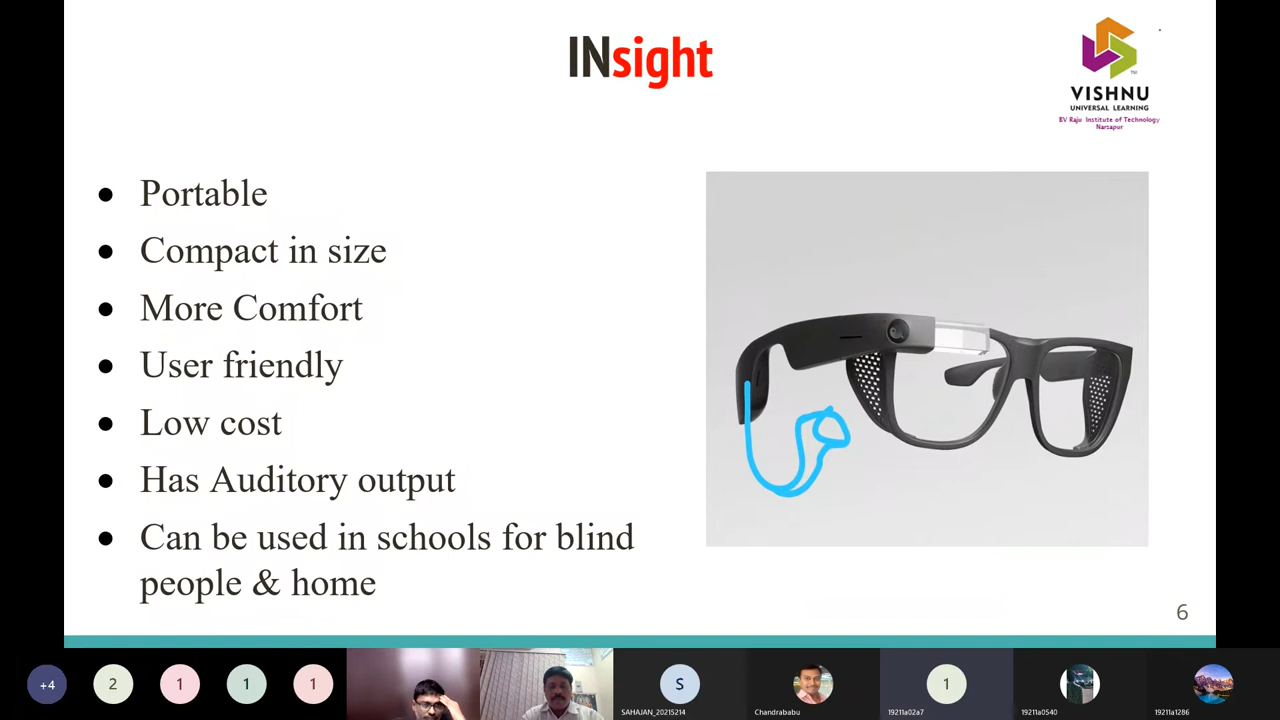 INsight
VISHNU
UNIVERSAL LEARNING
BV Raju Institute of Technology
Narsapur
TM
● Portable
● Compact in size
● More Comfort
● User friendly
● Low cost
● Has Auditory output
● Can be used in schools for blind
people & home
6
+4
2
1
1
1
S
1
SAHAJAN_20215214
Chandrababu
19211a02a7
19211a0540
19211a1286